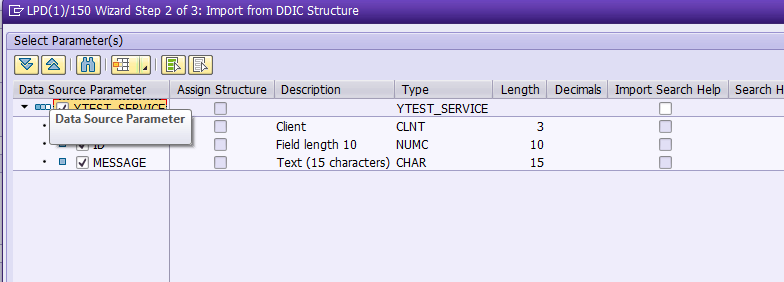 LPD(1)/150 Wizard Step 2 of 3: Import from DDIC Structure
Select Parameter(s)
Data Source Parameter Assign Structure Description Type Length Decimals Import Search Help Search H
YTEST_SERVICE YTEST_SERVICE
Data Source Parameter
Client CLNT 3
ID Field length 10 NUMC 10
MESSAGE Text (15 characters) CHAR 15